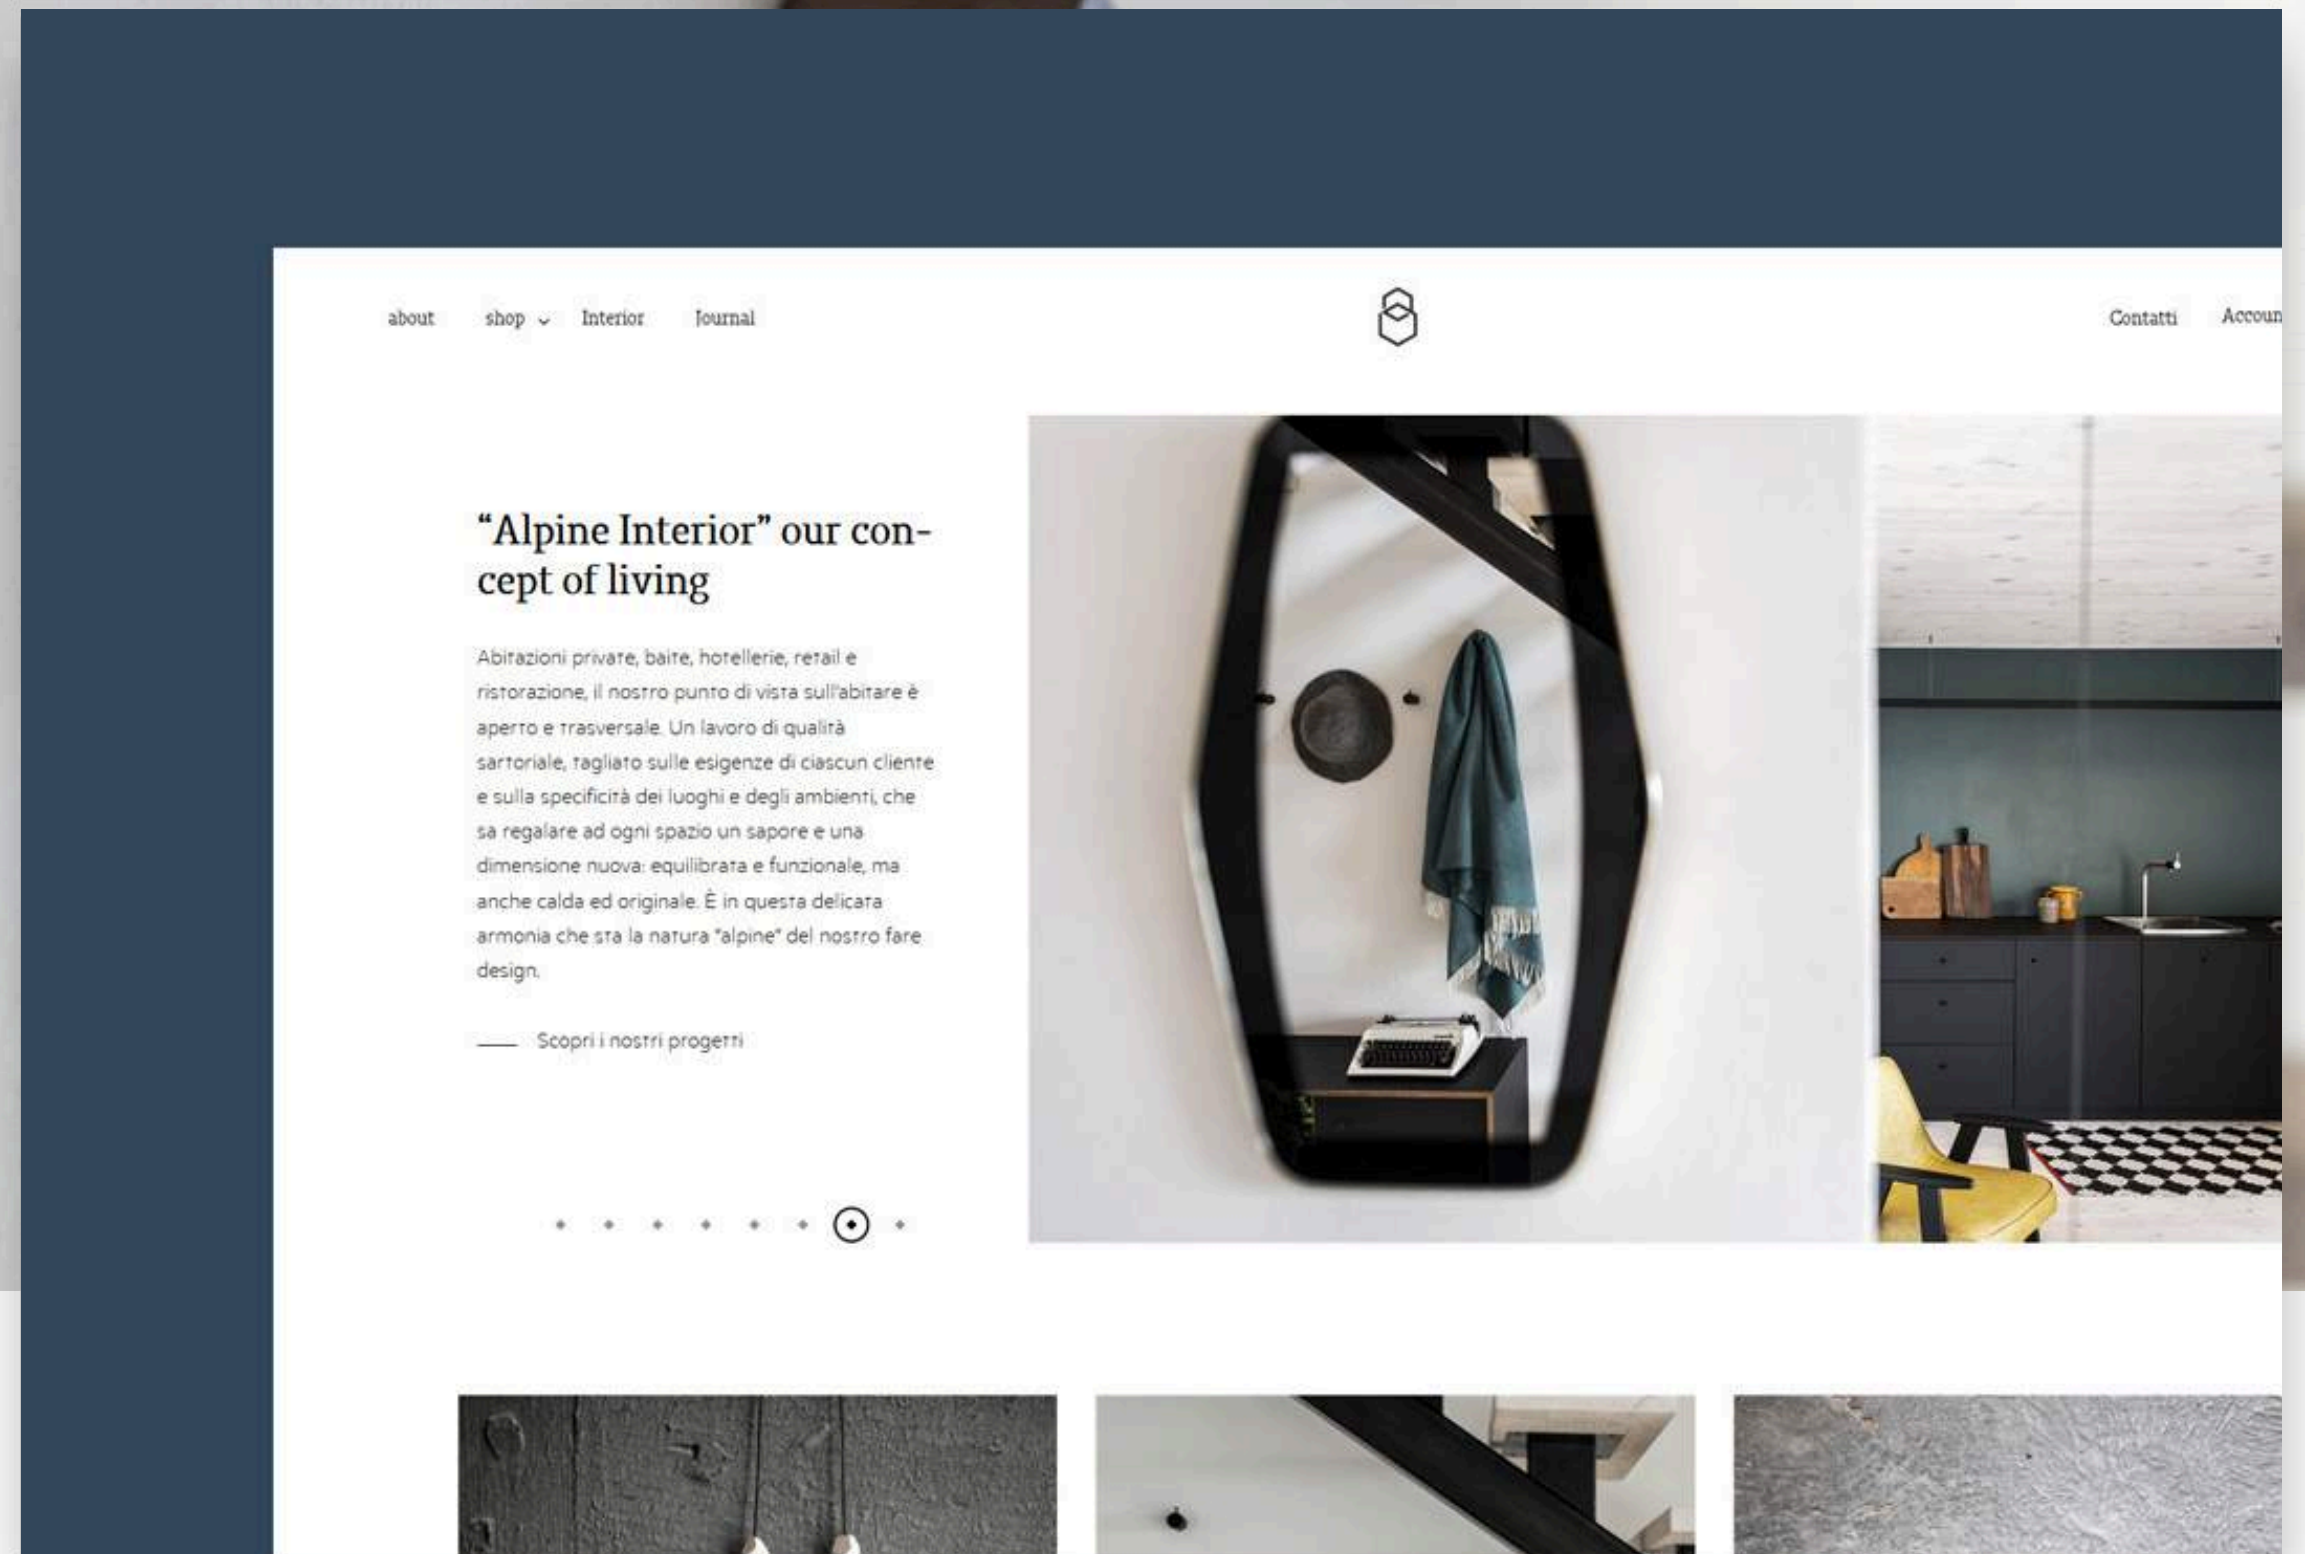 about shop Interior Journal Contatti Accoun
“Alpine Interior” our con-
cept of living
Abitazioni private, baite, hotellerie, retail e
ristorazione, il nostro punto di vista sull'abitare è
aperto e trasversale. Un lavoro di qualità
sartoriale, tagliato sulle esigenze di ciascun cliente
e sulla specificità dei luoghi e degli ambienti, che
sa regalare ad ogni spazio un sapore e una
dimensione nuova: equilibrata e funzionale, ma
anche calda ed originale. È in questa delicata
armonia che sta la natura "alpine" del nostro fare
design.
Scopri i nostri progetti